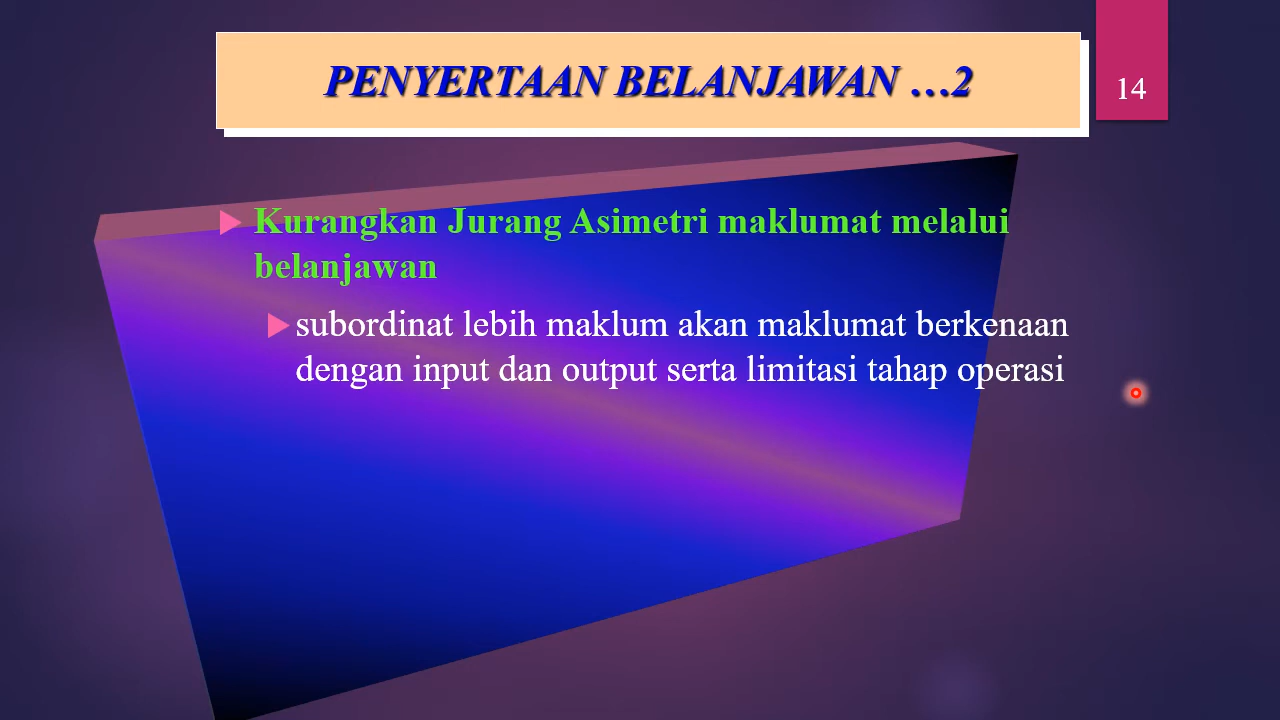 PENYERTAAN BELANJAWAN …2
14
Kurangkan Jurang Asimetri maklumat melalui
belanjawan
subordinat lebih maklum akan maklumat berkenaan
dengan input dan output serta limitasi tahap operasi